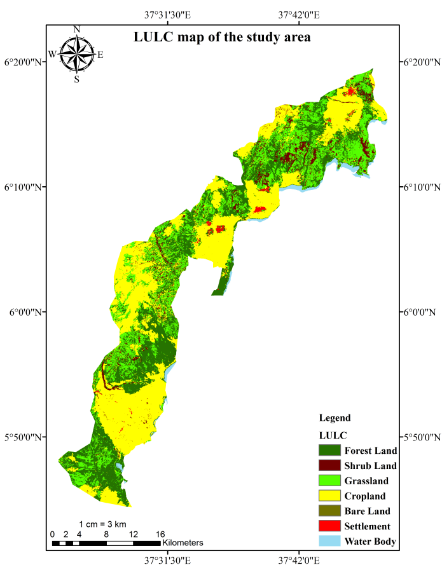 37°31'30"E 37°42'0"E
LULC map of the study area
N
W E
S
6°20'0"N 6°20'0"N
6°10'0"N 6°10'0"N
6°0'0"N 6°0'0"N
5°50'0"N 5°50'0"N
Legend
LULC
Forest Land
Shrub Land
Grassland
Cropland
Bare Land
Settlement
Water Body
1 cm = 3 km
0 2 4 8 12 16
Kilometers
37°31'30"E 37°42'0"E